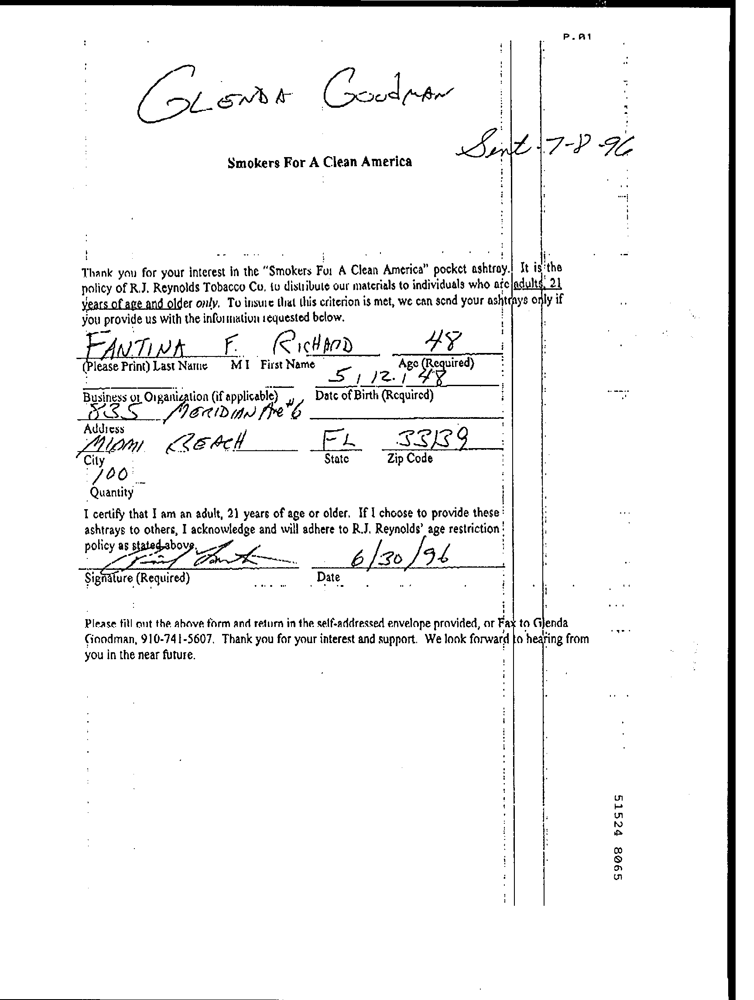 P.01
GLENDA GOODMAN
Sent 7-8-96
Smokers For A Clean America
Thank you for your interest in the "Smokers For A Clean America" pocket ashtray. It is the
policy of R.J. Reynolds Tobacco Co. to distribute our materials to individuals who are adults, 21
years of age and older only. To insure that this criterion is met, we can send your ashtrays only if
you provide us with the information requested below.
FANTINA F. RICHARD 48
(Please Print) Last Name M I First Name Age (Required)
5 / 12 / 48
Business or Organization (if applicable) Date of Birth (Required)
835 MERIDIAN Ave #6
Address
MIAMI BEACH FL 33139
City State Zip Code
100
Quantity
I certify that I am an adult, 21 years of age or older. If I choose to provide these
ashtrays to others, I acknowledge and will adhere to R.J. Reynolds' age restriction
policy as stated above.
6/30/96
Signature (Required) Date
Please fill out the above form and return in the self-addressed envelope provided, or Fax to Glenda
Goodman, 910-741-5607. Thank you for your interest and support. We look forward to hearing from
you in the near future.
51524 8065